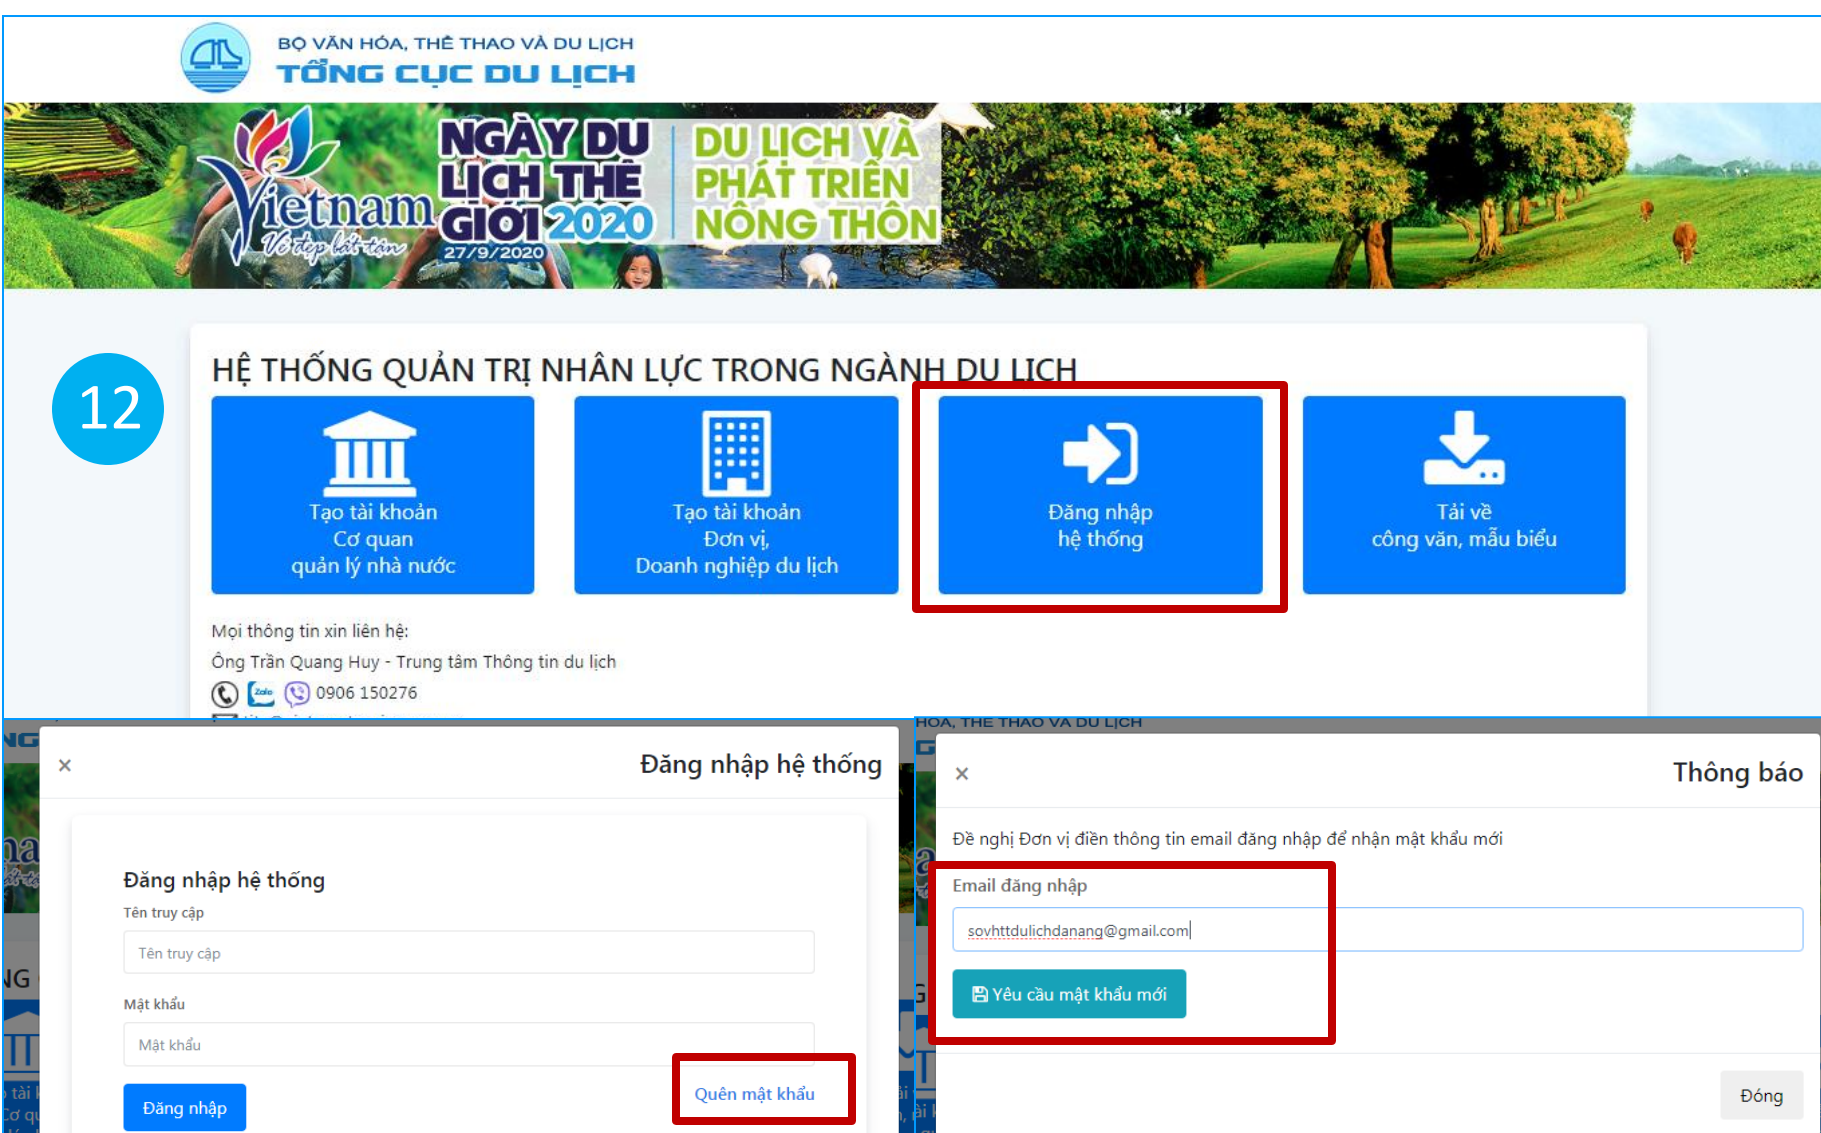 BỘ VĂN HÓA, THỂ THAO VÀ DU LỊCH
TỔNG CỤC DU LỊCH
Vietnam
Vẻ đẹp bất tận
NGÀY DU
LỊCH THẾ
GIỚI 2020
27/9/2020
DU LỊCH VÀ
PHÁT TRIỂN
NÔNG THÔN
12
HỆ THỐNG QUẢN TRỊ NHÂN LỰC TRONG NGÀNH DU LỊCH
Tạo tài khoản
Cơ quan
quản lý nhà nước
Tạo tài khoản
Đơn vị,
Doanh nghiệp du lịch
Đăng nhập
hệ thống
Tải về
công văn, mẫu biểu
Mọi thông tin xin liên hệ:
Ông Trần Quang Huy - Trung tâm Thông tin du lịch
Zalo
0906 150276
×
Đăng nhập hệ thống
Đăng nhập hệ thống
Tên truy cập
Tên truy cập
Mật khẩu
Mật khẩu
Đăng nhập
Quên mật khẩu
HÓA, THỂ THAO VÀ DU LỊCH
×
Thông báo
Đề nghị Đơn vị điền thông tin email đăng nhập để nhận mật khẩu mới
Email đăng nhập
sovhttdulichdanang@gmail.com
Yêu cầu mật khẩu mới
Đóng